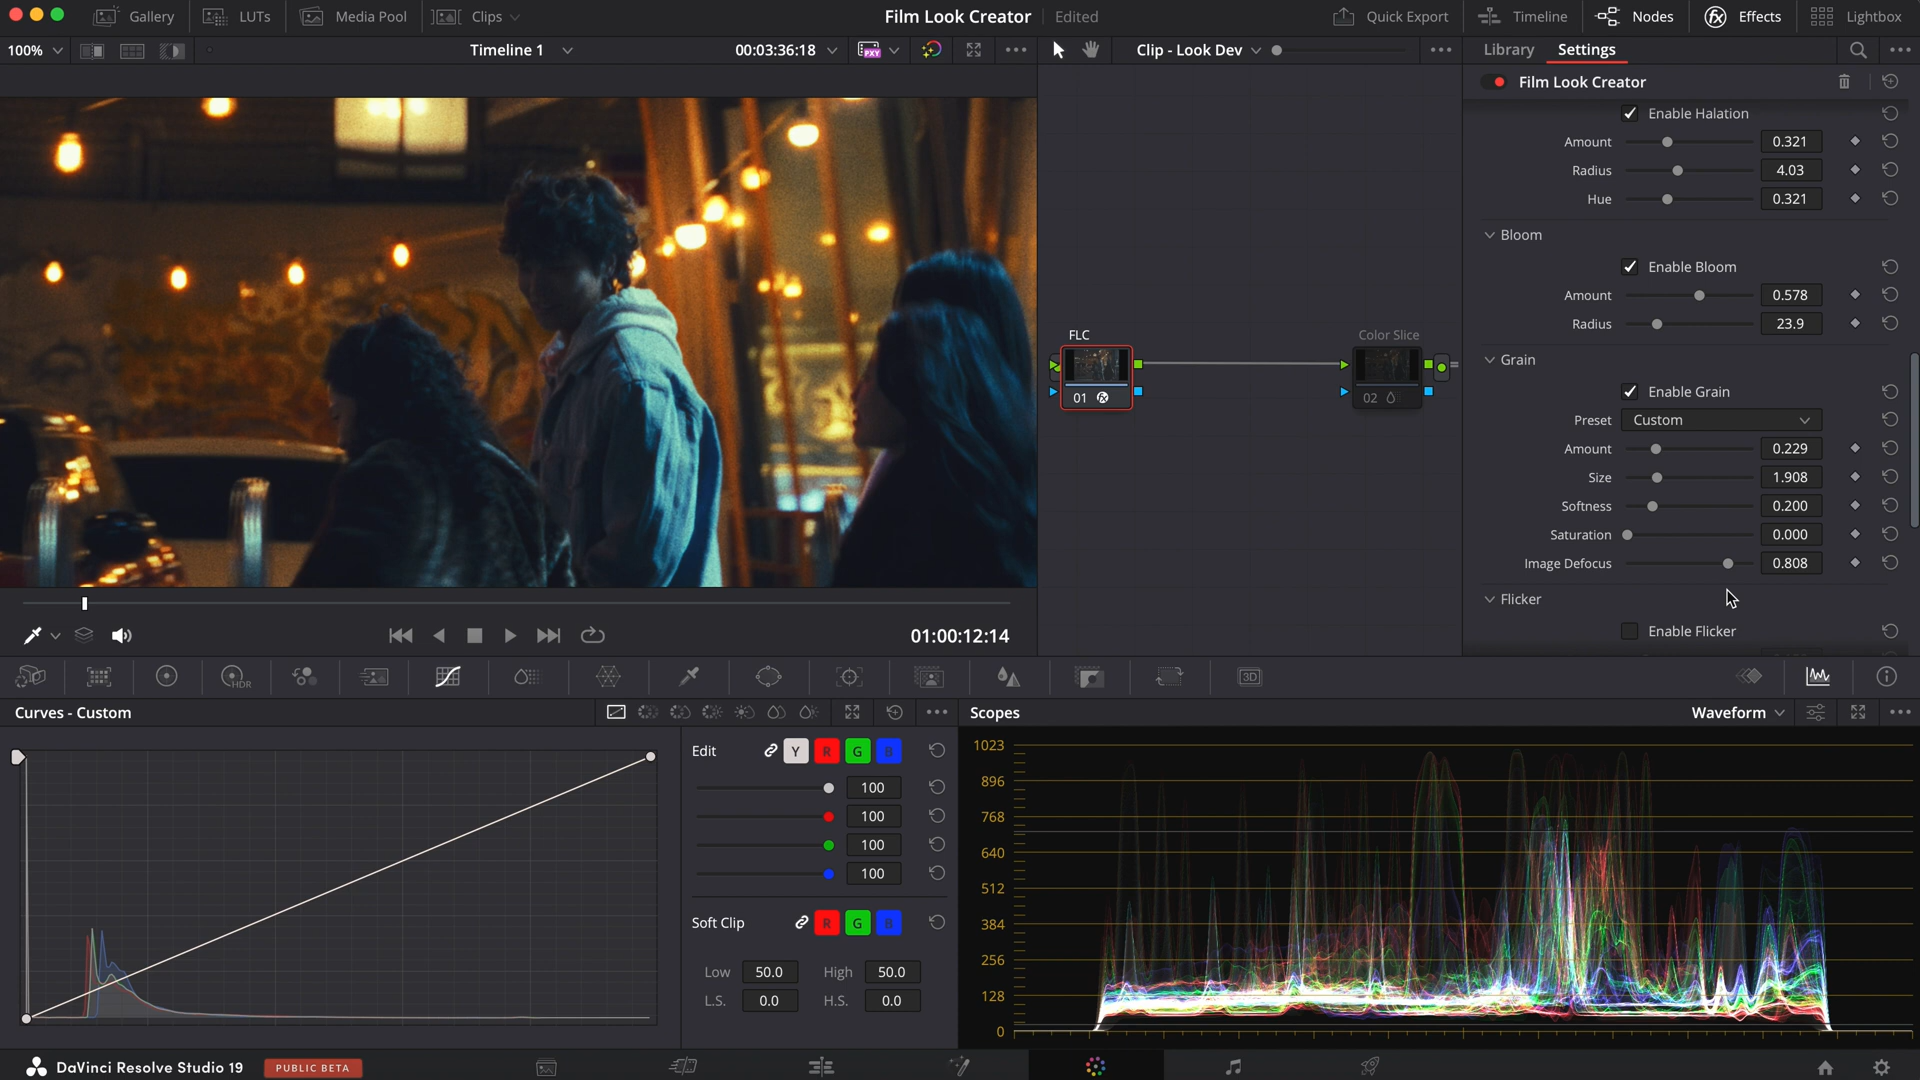 Gallery LUTs Media Pool Clips Film Look Creator Edited Quick Export Timeline Nodes Effects Lightbox
100% Timeline 1 00:03:36:18 PXY Clip - Look Dev Library Settings
Film Look Creator
Enable Halation
Amount 0.321
Radius 4.03
Hue 0.321
Bloom
Enable Bloom
Amount 0.578
Radius 23.9
Grain
Enable Grain
Preset Custom
Amount 0.229
Size 1.908
Softness 0.200
Saturation 0.000
Image Defocus 0.808
Flicker
Enable Flicker
FLC Color Slice
01 02
01:00:12:14
HDR 3D
Curves - Custom
Edit Y R G B
100
100
100
100
Soft Clip R G B
Low 50.0 High 50.0
L.S. 0.0 H.S. 0.0
Scopes Waveform
1023
896
768
640
512
384
256
128
0
DaVinci Resolve Studio 19 PUBLIC BETA